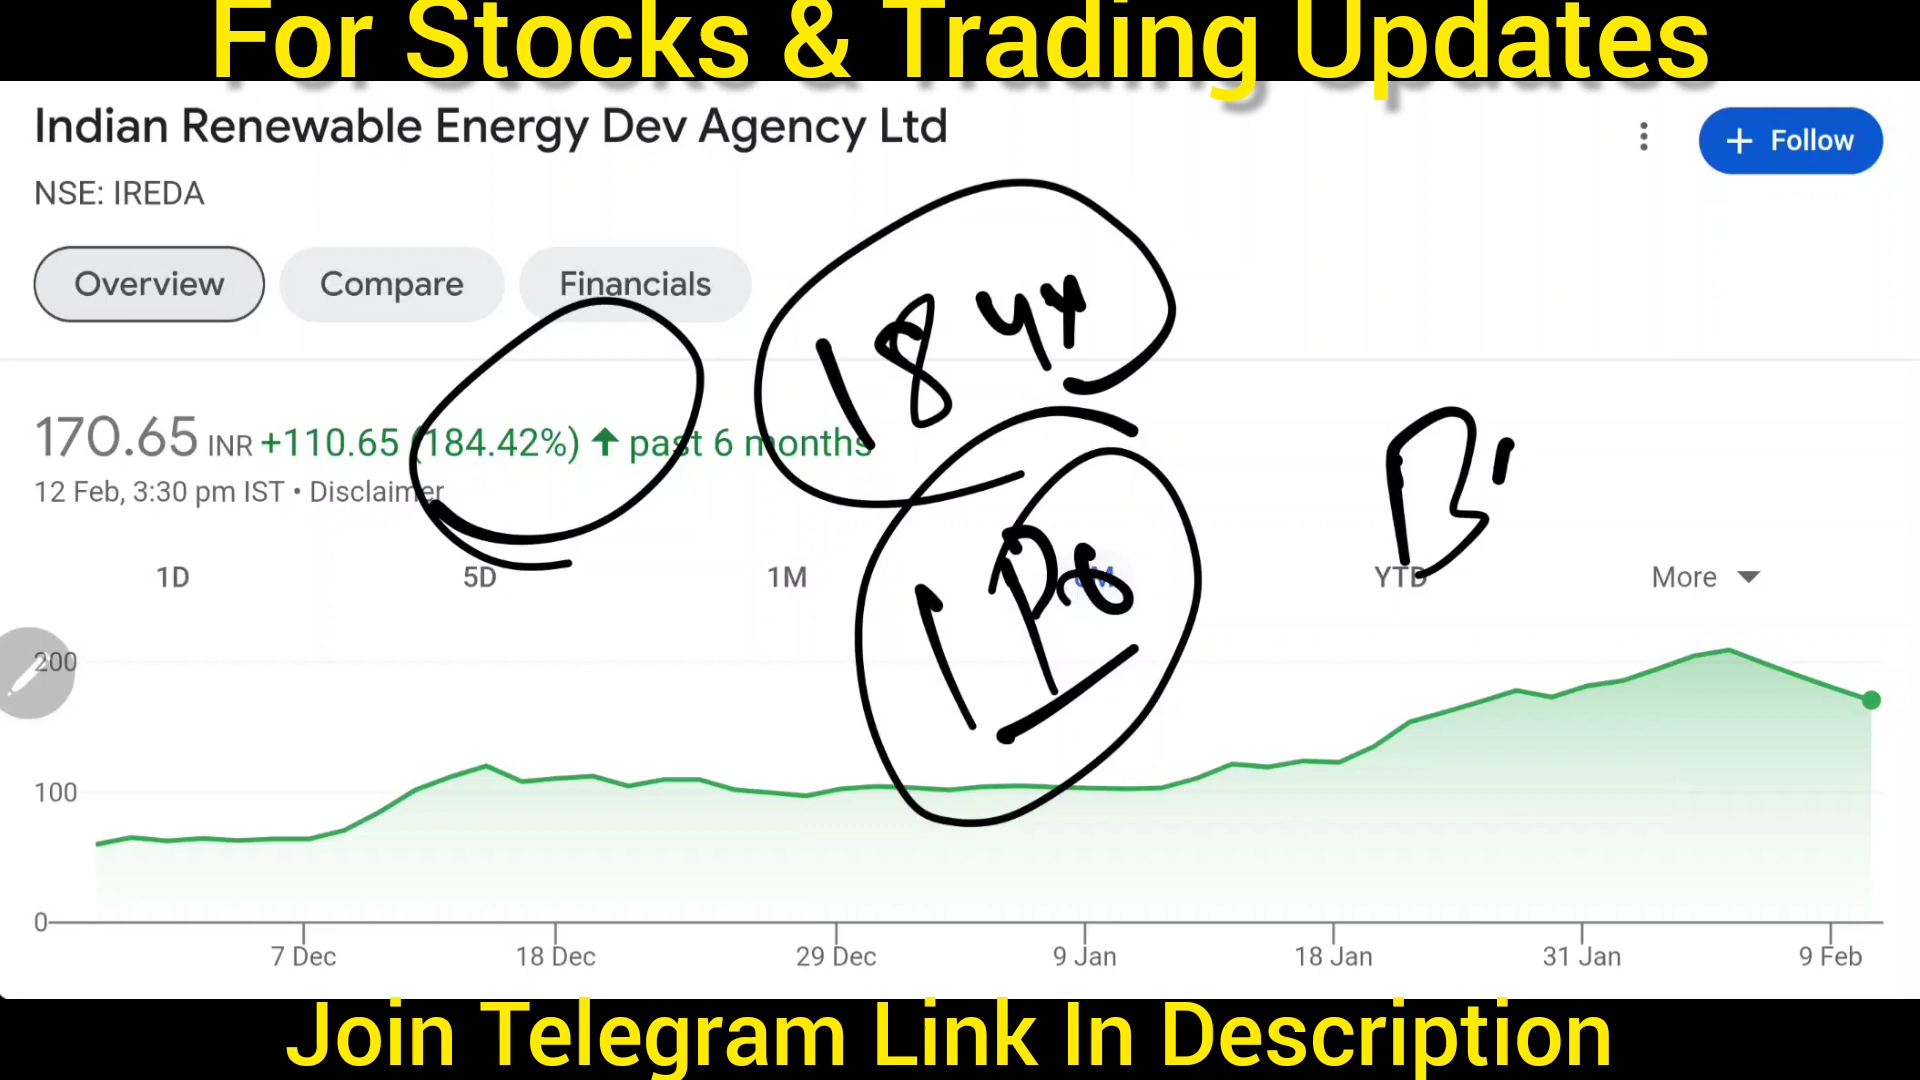 For Stocks & Trading Updates
Indian Renewable Energy Dev Agency Ltd
+ Follow
NSE: IREDA
Overview Compare Financials
170.65 INR +110.65 (184.42%) ↑ past 6 months
12 Feb, 3:30 pm IST • Disclaimer
1D 5D 1M YTD More
200
100
0
7 Dec 18 Dec 29 Dec 9 Jan 18 Jan 31 Jan 9 Feb
Join Telegram Link In Description